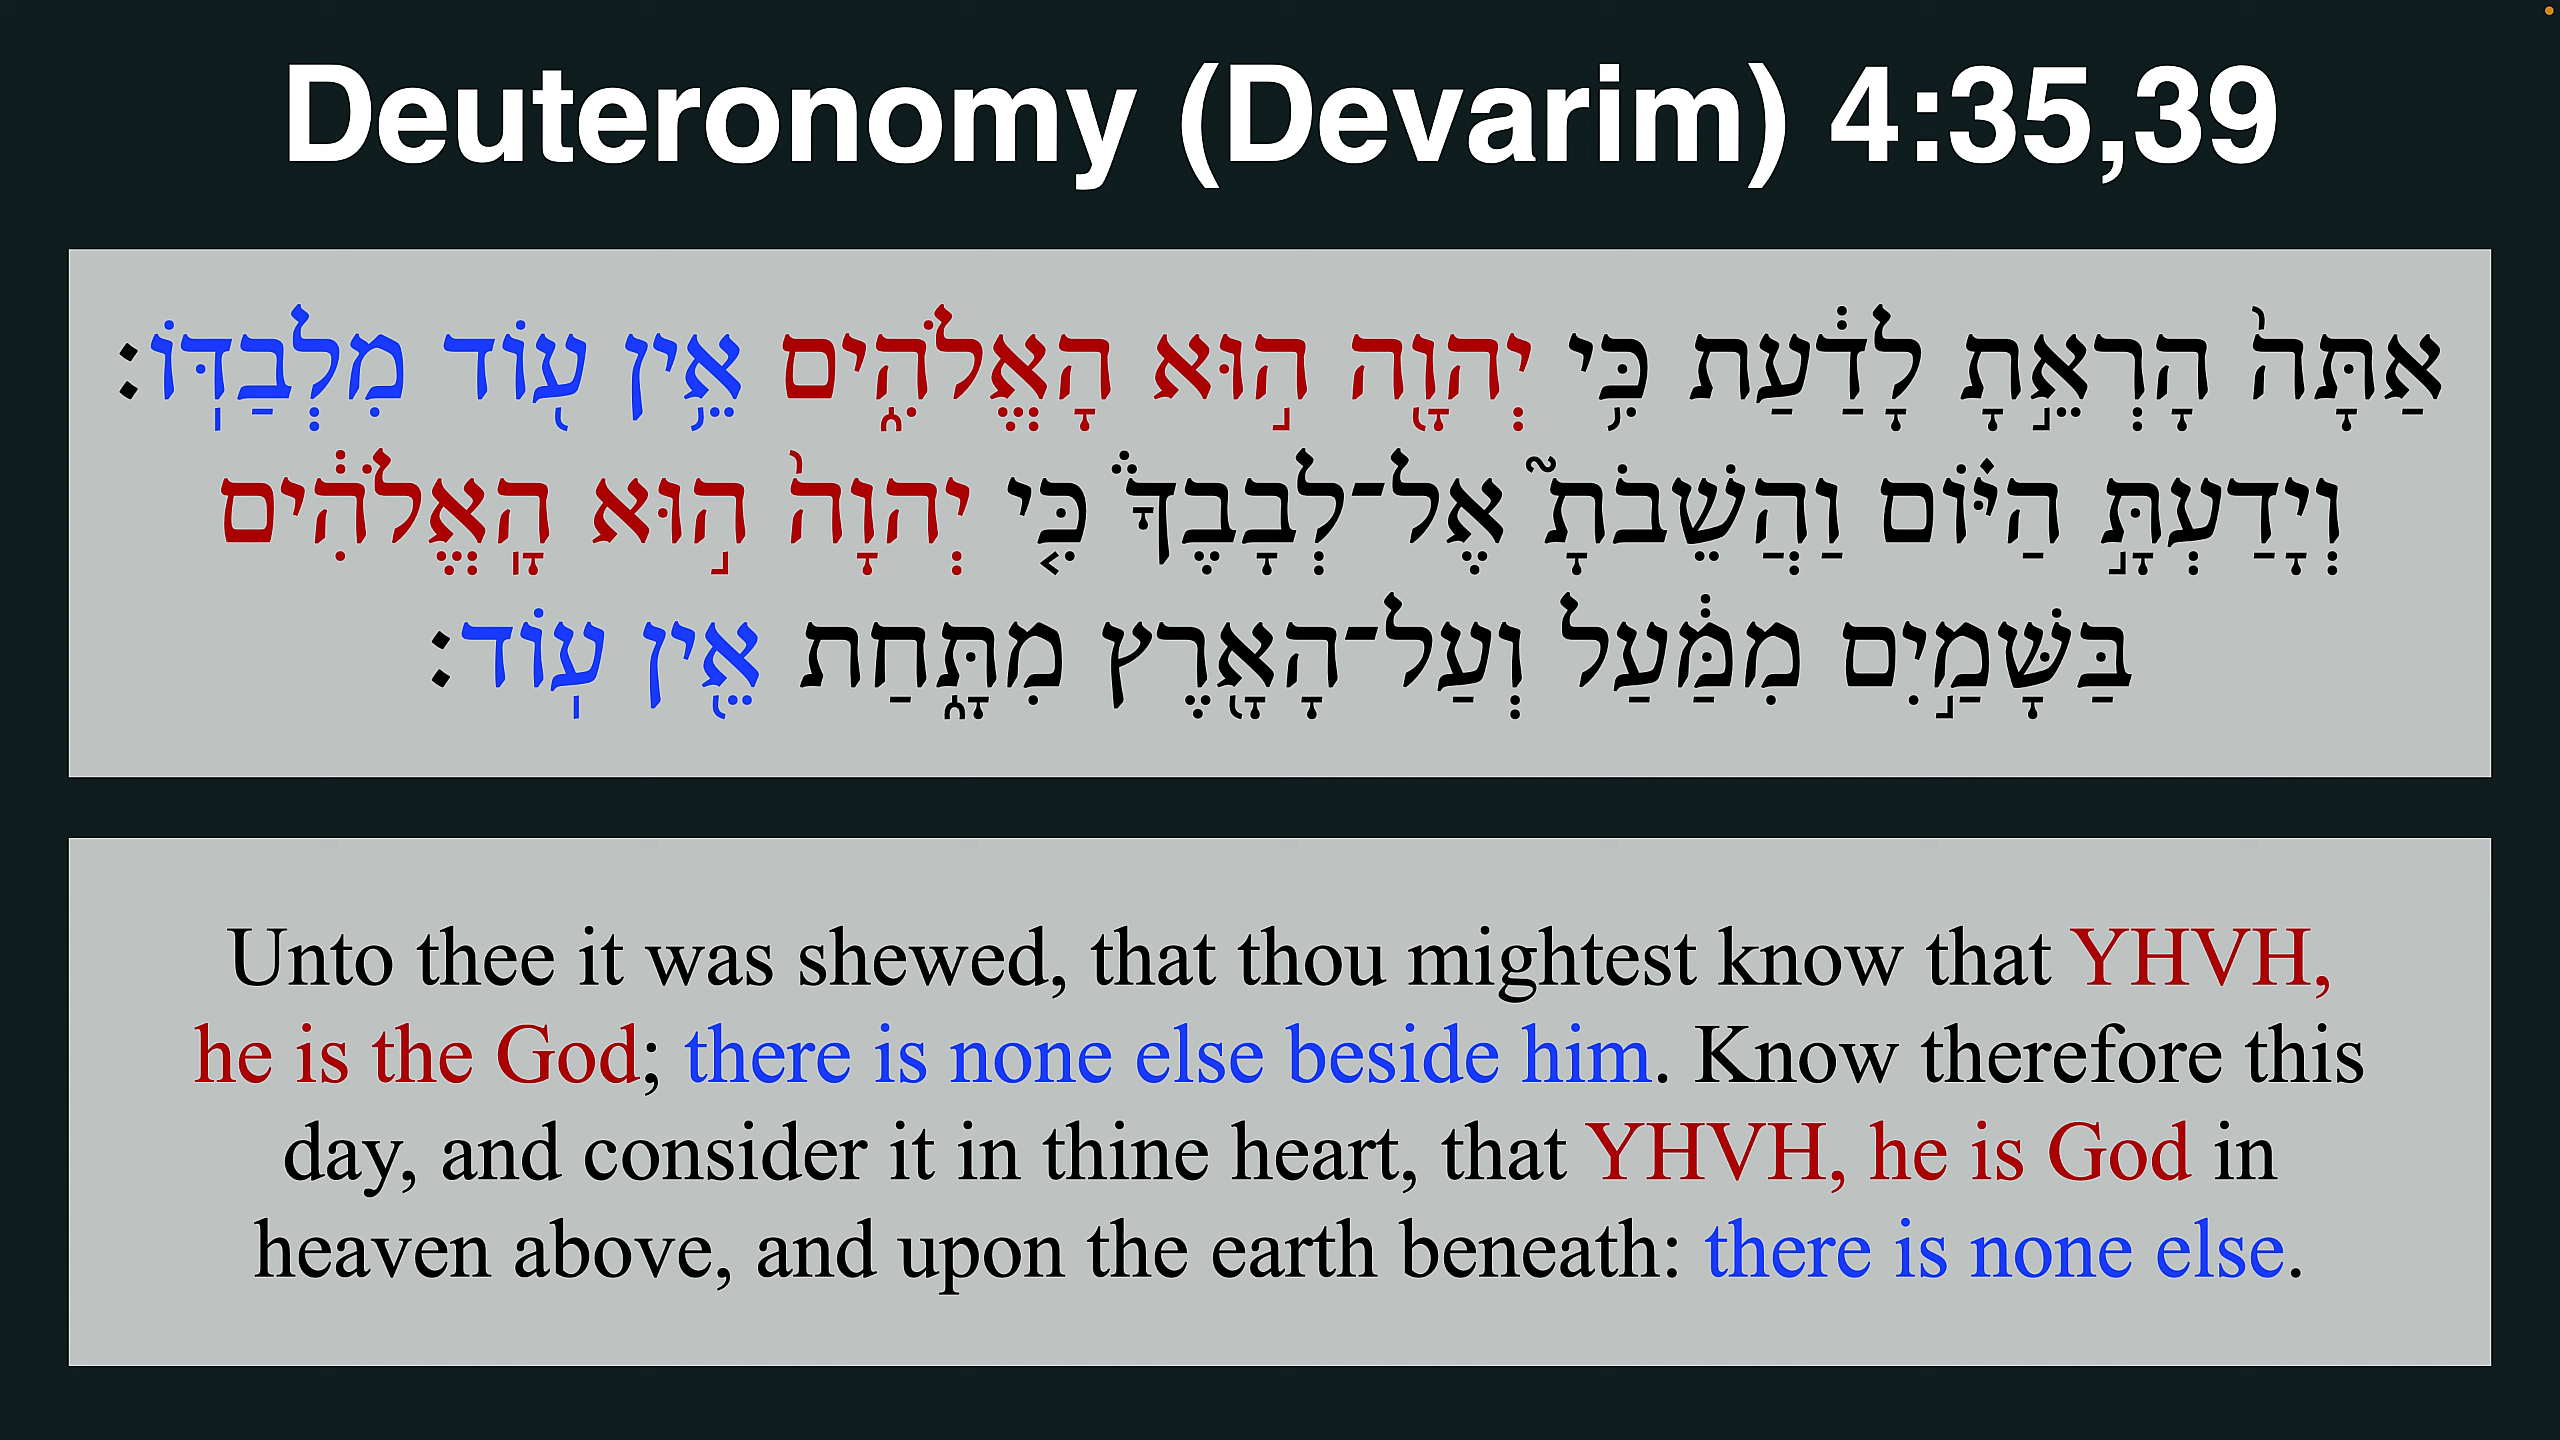 Deuteronomy (Devarim) 4:35,39
אַתָּה֙ הָרְאֵ֣תָ לָדַ֔עַת כִּ֥י יְהוָ֖ה ה֣וּא הָאֱלֹהִ֑ים אֵ֥ין ע֖וֹד מִלְבַדּֽוֹ׃
וְיָדַעְתָּ֣ הַיּ֗וֹם וַהֲשֵׁבֹתָ֮ אֶל־לְבָבֶךָ֒ כִּ֤י יְהוָה֙ ה֣וּא הָֽאֱלֹהִ֔ים
בַּשָּׁמַ֣יִם מִמַּ֔עַל וְעַל־הָאָ֖רֶץ מִתָּ֑חַת אֵ֖ין עֽוֹד׃
Unto thee it was shewed, that thou mightest know that YHVH,
he is the God; there is none else beside him. Know therefore this
day, and consider it in thine heart, that YHVH, he is God in
heaven above, and upon the earth beneath: there is none else.